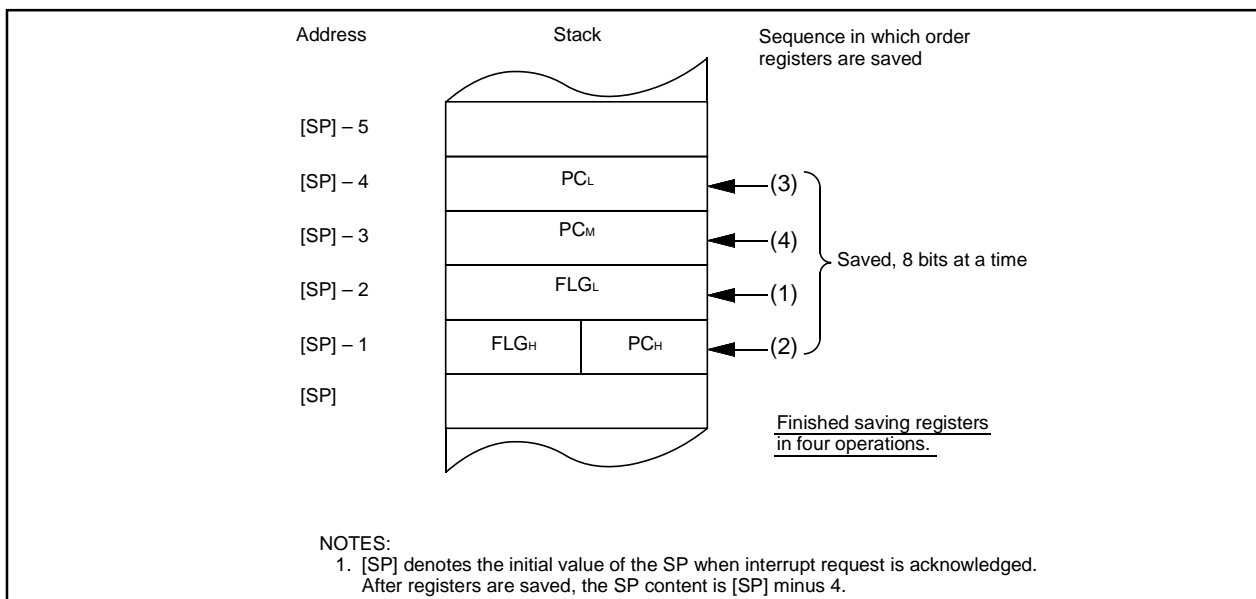 Address Stack Sequence in which order
registers are saved
[SP] – 5
[SP] – 4 PCL (3)
[SP] – 3 PCM (4)
Saved, 8 bits at a time
[SP] – 2 FLGL (1)
[SP] – 1 FLGH PCH (2)
[SP]
Finished saving registers
in four operations.
NOTES:
1. [SP] denotes the initial value of the SP when interrupt request is acknowledged.
After registers are saved, the SP content is [SP] minus 4.